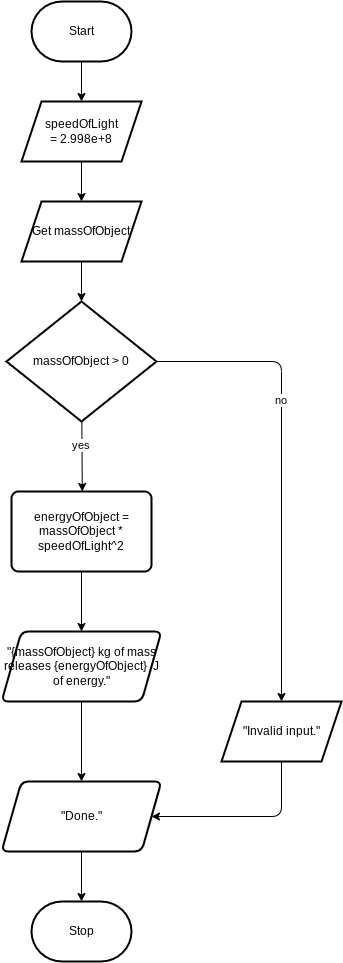 Start
speedOfLight
= 2.998e+8
Get massOfObject
massOfObject > 0
no
yes
energyOfObject =
massOfObject *
speedOfLight^2
"{massOfObject} kg of mass
releases {energyOfObject} J
of energy."
"Invalid input."
"Done."
Stop